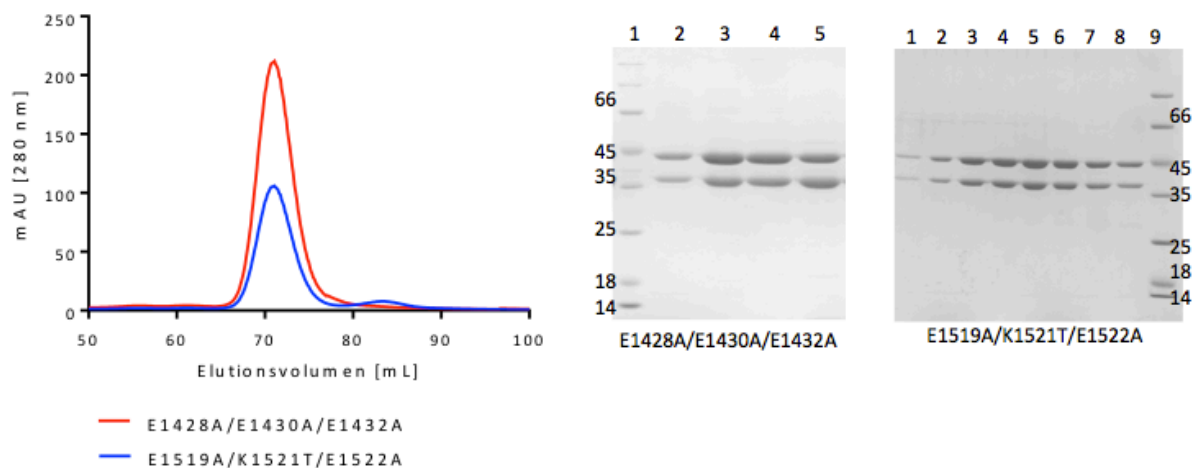 250
200
150
100
50
0
mAU [280 nm]
50 60 70 80 90 100
Elutionsvolumen [mL]
E1428A/E1430A/E1432A
E1519A/K1521T/E1522A
1 2 3 4 5
66
45
35
25
18
14
E1428A/E1430A/E1432A
1 2 3 4 5 6 7 8 9
66
45
35
25
18
14
E1519A/K1521T/E1522A